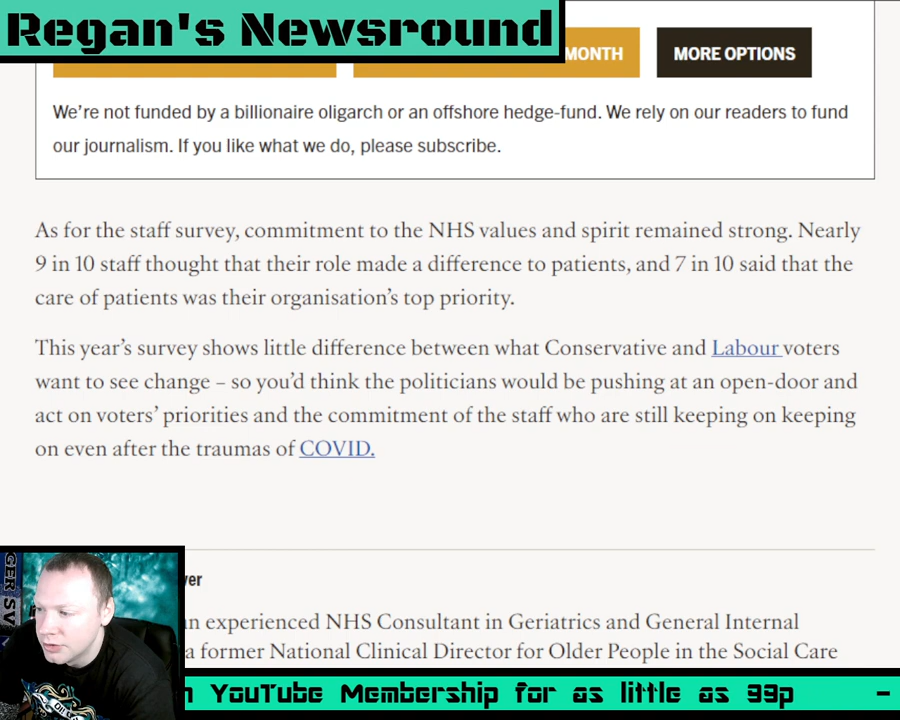 Regan's Newsround
MONTH
MORE OPTIONS
We’re not funded by a billionaire oligarch or an offshore hedge-fund. We rely on our readers to fund
our journalism. If you like what we do, please subscribe.
As for the staff survey, commitment to the NHS values and spirit remained strong. Nearly
9 in 10 staff thought that their role made a difference to patients, and 7 in 10 said that the
care of patients was their organisation’s top priority.
This year’s survey shows little difference between what Conservative and Labour voters
want to see change – so you’d think the politicians would be pushing at an open-door and
act on voters’ priorities and the commitment of the staff who are still keeping on keeping
on even after the traumas of COVID.
ver
n experienced NHS Consultant in Geriatrics and General Internal
a former National Clinical Director for Older People in the Social Care
n YouTube Membership for as little as 99p -